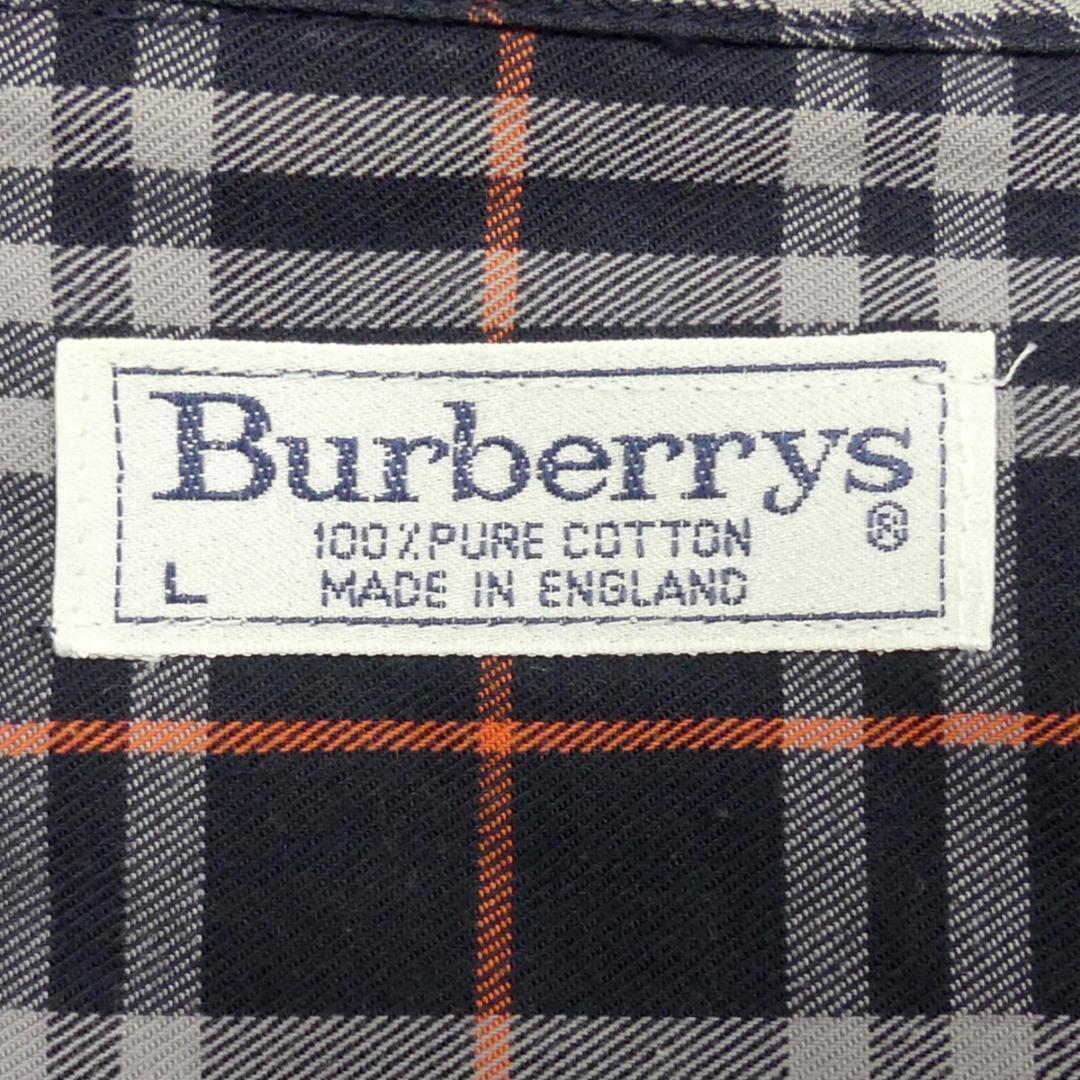 Burberrys
®
100% PURE COTTON
L
MADE IN ENGLAND